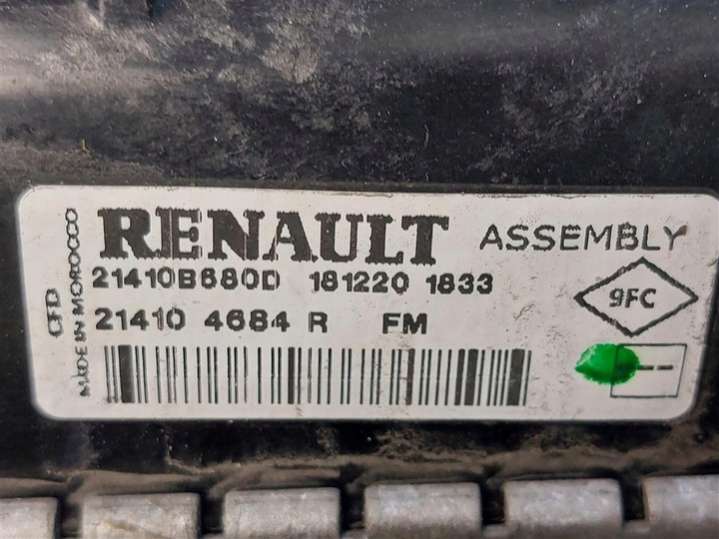 RENAULT ASSEMBLY
21410B680D 181220 1833
21410 4684 R FM
9FC
CFD
MADE IN MOROCCO